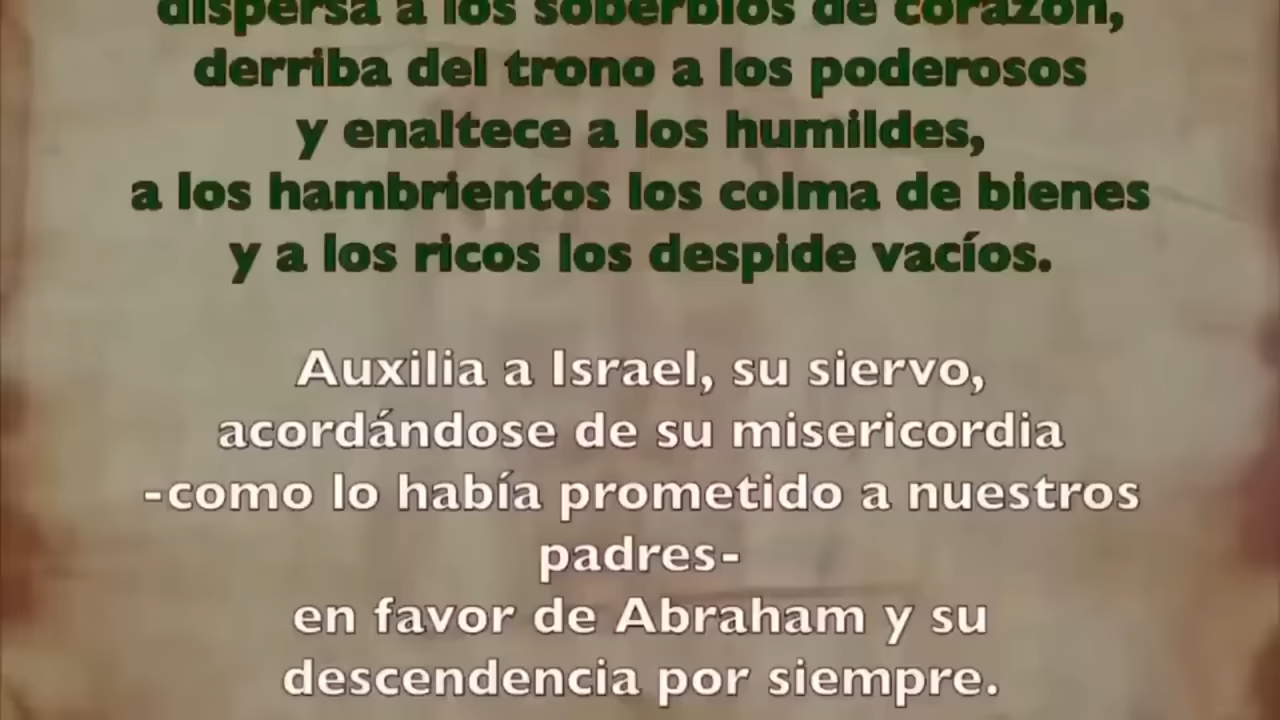 dispersa a los soberbios de corazón,
derriba del trono a los poderosos
y enaltece a los humildes,
a los hambrientos los colma de bienes
y a los ricos los despide vacíos.
Auxilia a Israel, su siervo,
acordándose de su misericordia
-como lo había prometido a nuestros
padres-
en favor de Abraham y su
descendencia por siempre.